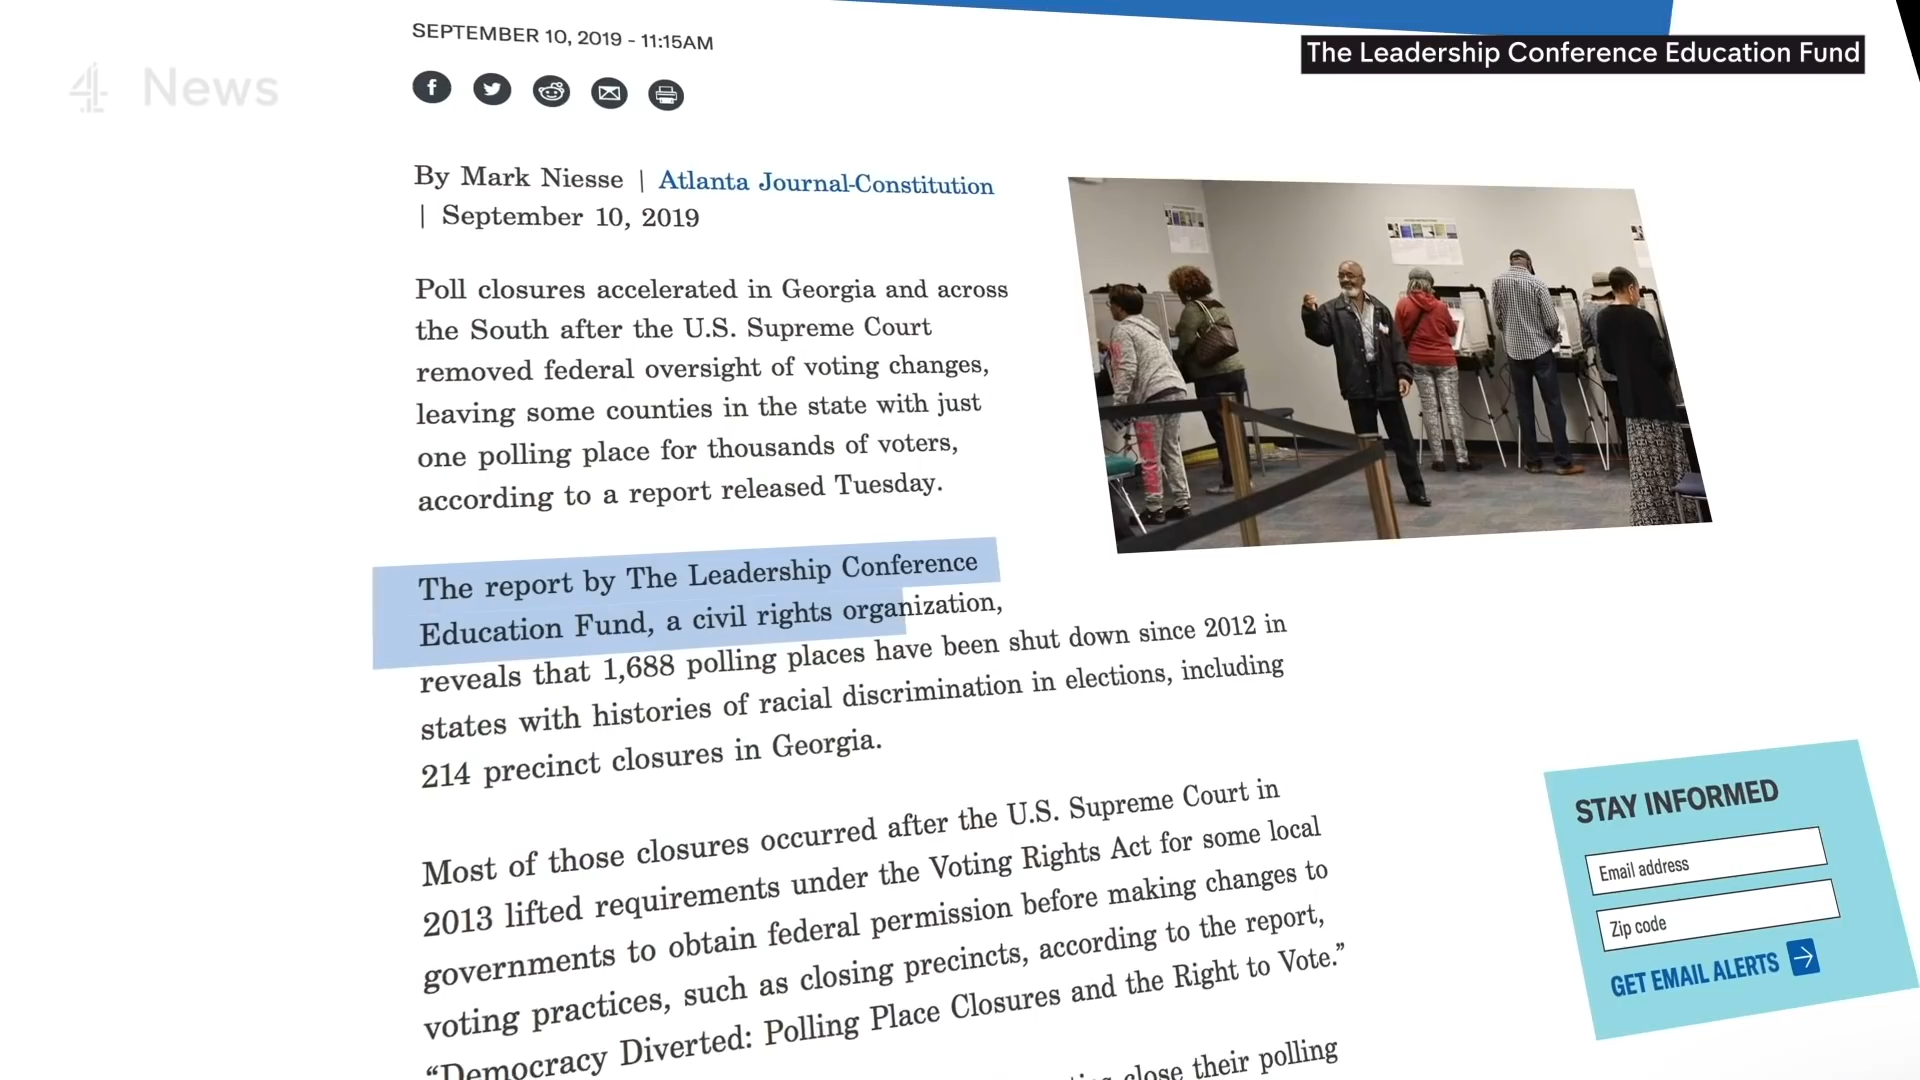 SEPTEMBER 10, 2019 - 11:15AM
The Leadership Conference Education Fund
4 News
By Mark Niesse | Atlanta Journal-Constitution
| September 10, 2019
Poll closures accelerated in Georgia and across
the South after the U.S. Supreme Court
removed federal oversight of voting changes,
leaving some counties in the state with just
one polling place for thousands of voters,
according to a report released Tuesday.
The report by The Leadership Conference
Education Fund, a civil rights organization,
reveals that 1,688 polling places have been shut down since 2012 in
states with histories of racial discrimination in elections, including
214 precinct closures in Georgia.
Most of those closures occurred after the U.S. Supreme Court in
2013 lifted requirements under the Voting Rights Act for some local
governments to obtain federal permission before making changes to
voting practices, such as closing precincts, according to the report,
“Democracy Diverted: Polling Place Closures and the Right to Vote.”
close their polling
STAY INFORMED
Email address
Zip code
GET EMAIL ALERTS